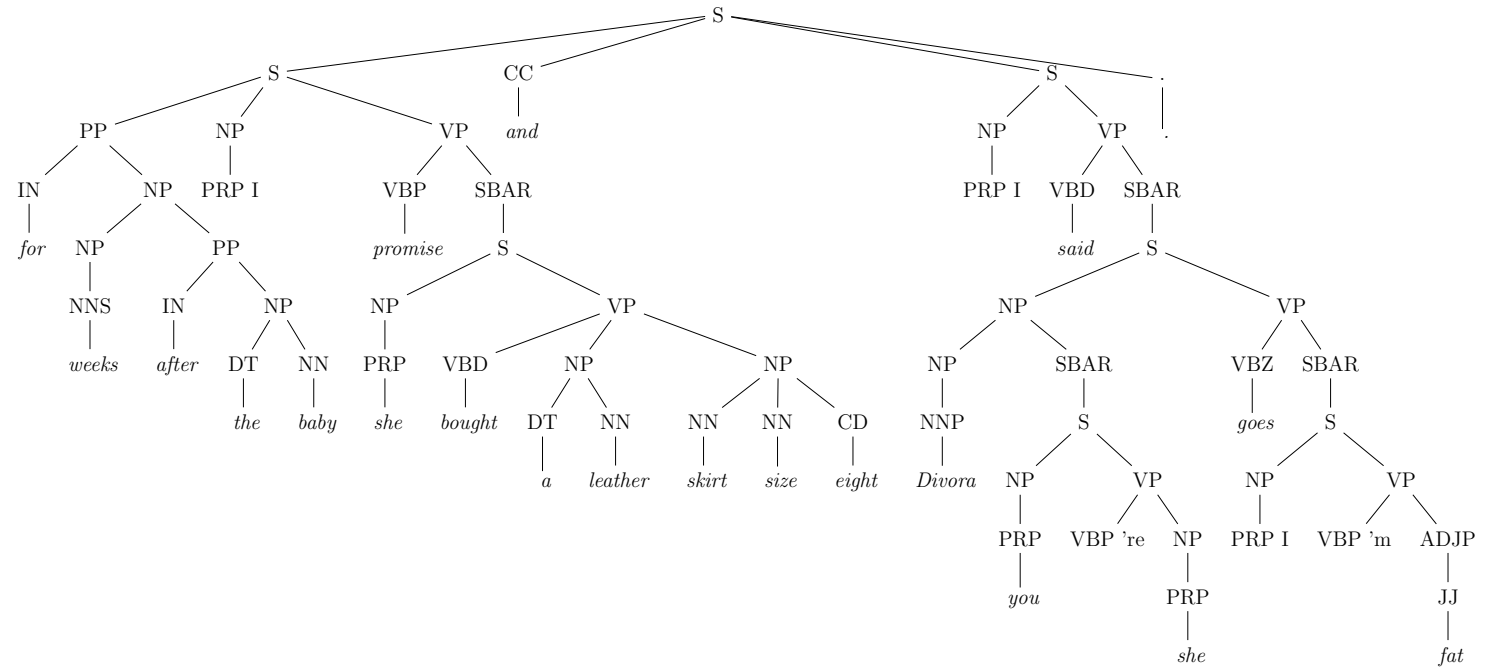 S
S CC S .
PP NP VP and NP VP .
IN NP PRP I VBP SBAR PRP I VBD SBAR
for NP PP promise S said S
NNS IN NP NP VP NP VP
weeks after DT NN PRP VBD NP NP NP SBAR VBZ SBAR
the baby she bought DT NN NN NN CD NNP S goes S
a leather skirt size eight Divora NP VP NP VP
PRP VBP 're NP PRP I VBP 'm ADJP
you PRP JJ
she fat